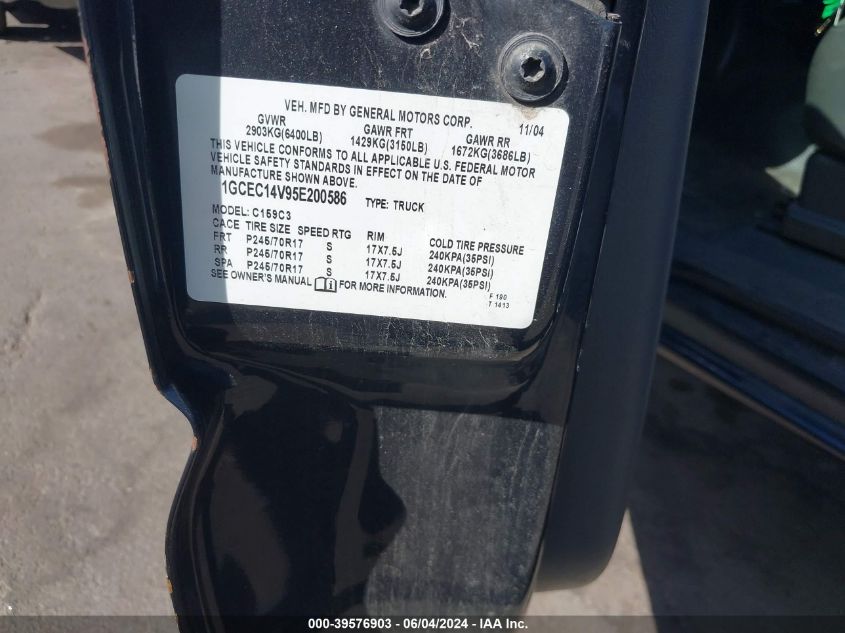 VEH. MFD BY GENERAL MOTORS CORP. 11/04
GVWR GAWR FRT GAWR RR
2903KG(6400LB) 1429KG(3150LB) 1672KG(3686LB)
THIS VEHICLE CONFORMS TO ALL APPLICABLE U.S. FEDERAL MOTOR
VEHICLE SAFETY STANDARDS IN EFFECT ON THE DATE OF
MANUFACTURE SHOWN ABOVE.
1GCEC14V95E200586 TYPE: TRUCK
MODEL: C159C3
CACE TIRE SIZE SPEED RTG RIM COLD TIRE PRESSURE
FRT P245/70R17 S 17X7.5J 240KPA(35PSI)
RR P245/70R17 S 17X7.5J 240KPA(35PSI)
SPA P245/70R17 S 17X7.5J 240KPA(35PSI)
SEE OWNER'S MANUAL FOR MORE INFORMATION.
F 190
T 1413
000-39576903 - 06/04/2024 - IAA Inc.